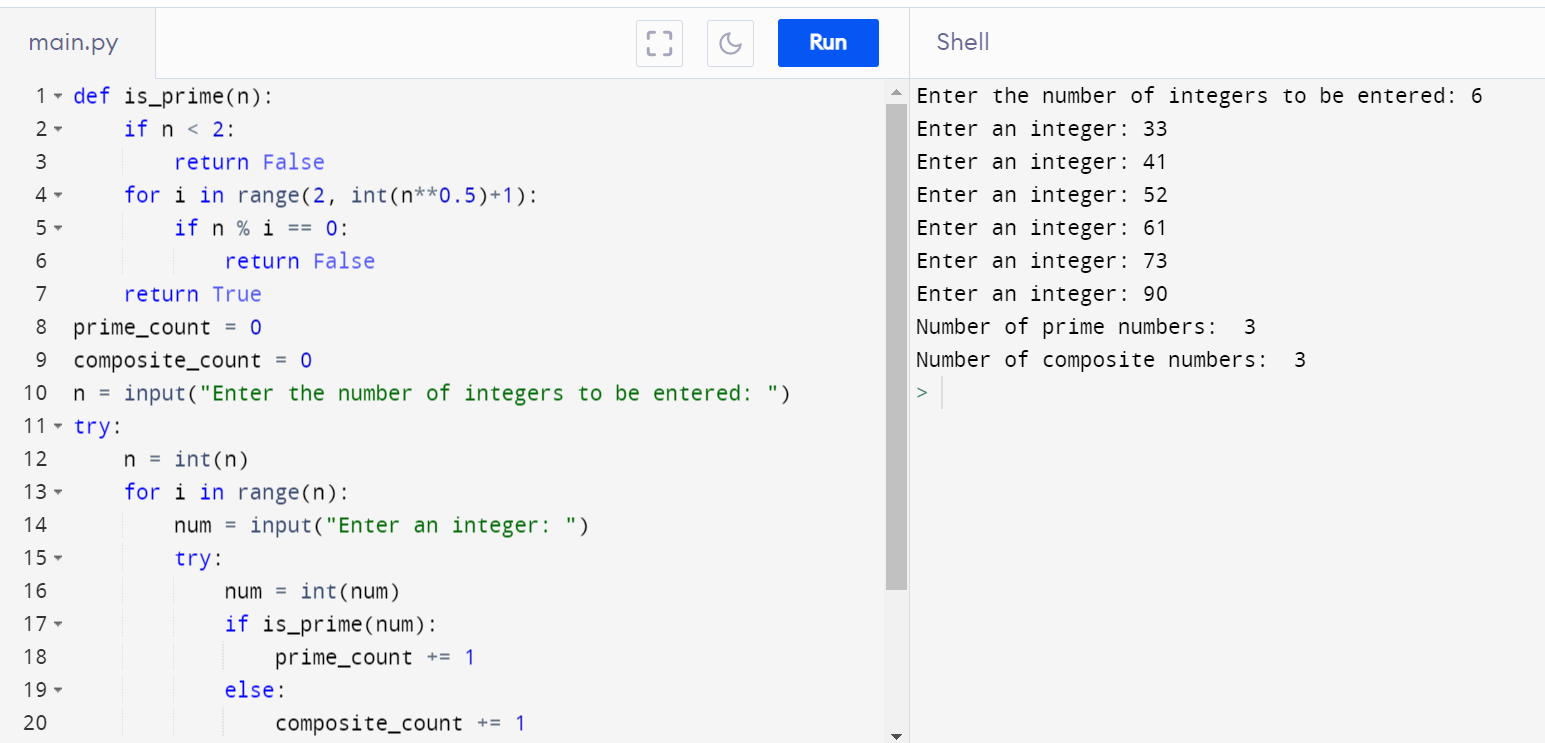 main.py
Run
Shell
1 def is_prime(n):
2     if n < 2:
3         return False
4     for i in range(2, int(n**0.5)+1):
5         if n % i == 0:
6             return False
7     return True
8 prime_count = 0
9 composite_count = 0
10 n = input("Enter the number of integers to be entered: ")
11 try:
12     n = int(n)
13     for i in range(n):
14         num = input("Enter an integer: ")
15         try:
16             num = int(num)
17             if is_prime(num):
18                 prime_count += 1
19             else:
20                 composite_count += 1
Enter the number of integers to be entered: 6
Enter an integer: 33
Enter an integer: 41
Enter an integer: 52
Enter an integer: 61
Enter an integer: 73
Enter an integer: 90
Number of prime numbers:  3
Number of composite numbers:  3
>